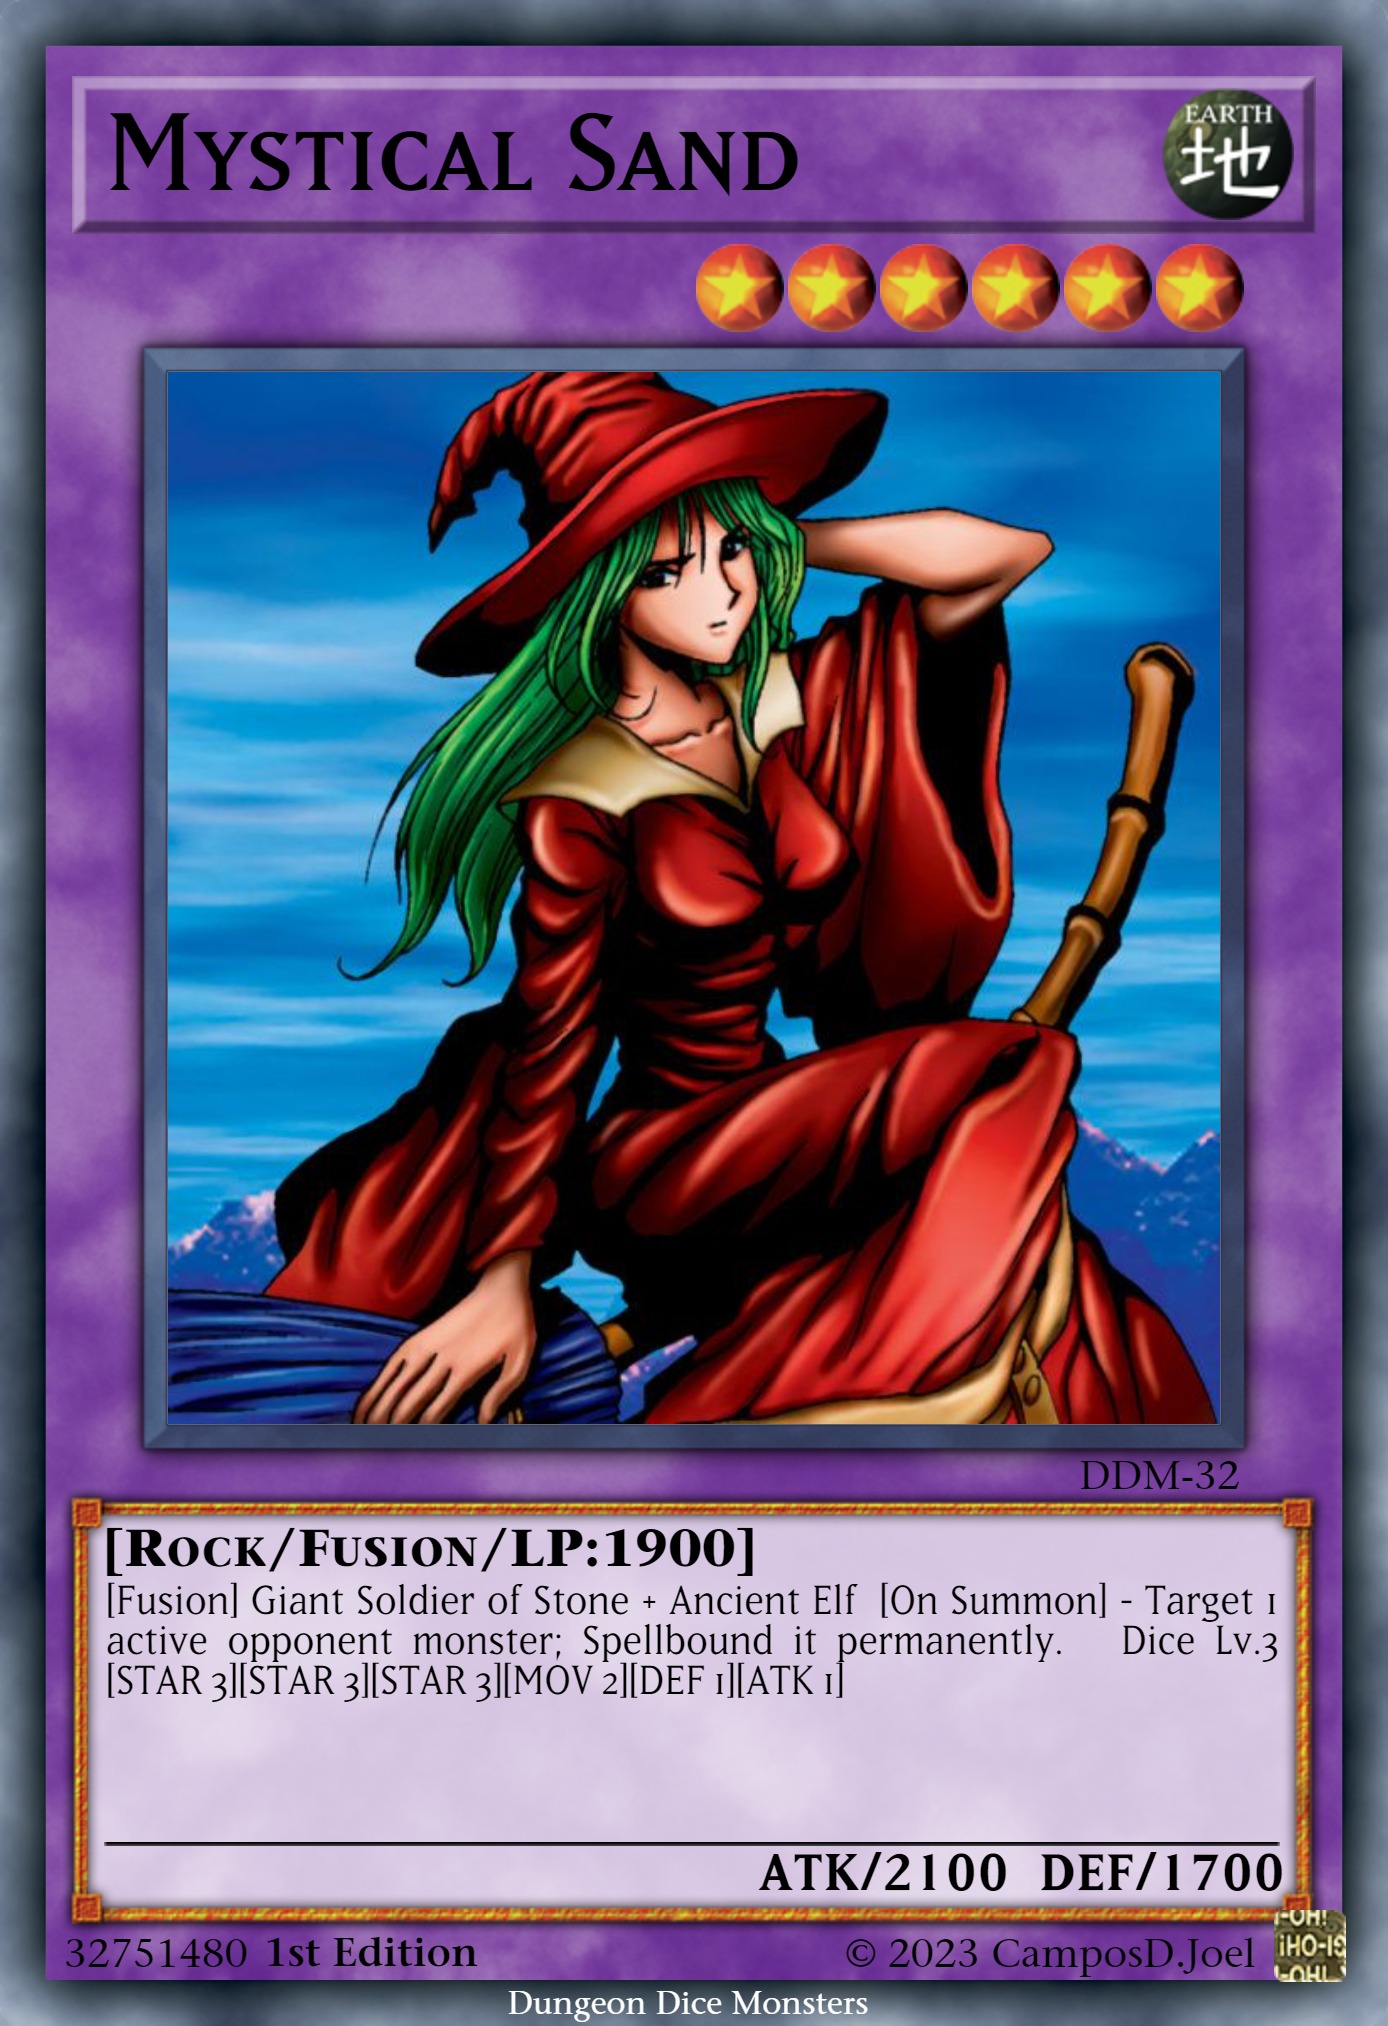 Mystical Sand
EARTH
地
DDM-32
[Rock/Fusion/LP:1900]
[Fusion] Giant Soldier of Stone + Ancient Elf [On Summon] - Target 1
active opponent monster; Spellbound it permanently. Dice Lv.3
[STAR 3][STAR 3][STAR 3][MOV 2][DEF 1][ATK 1]
ATK/2100 DEF/1700
32751480 1st Edition
© 2023 CamposD.Joel
Dungeon Dice Monsters